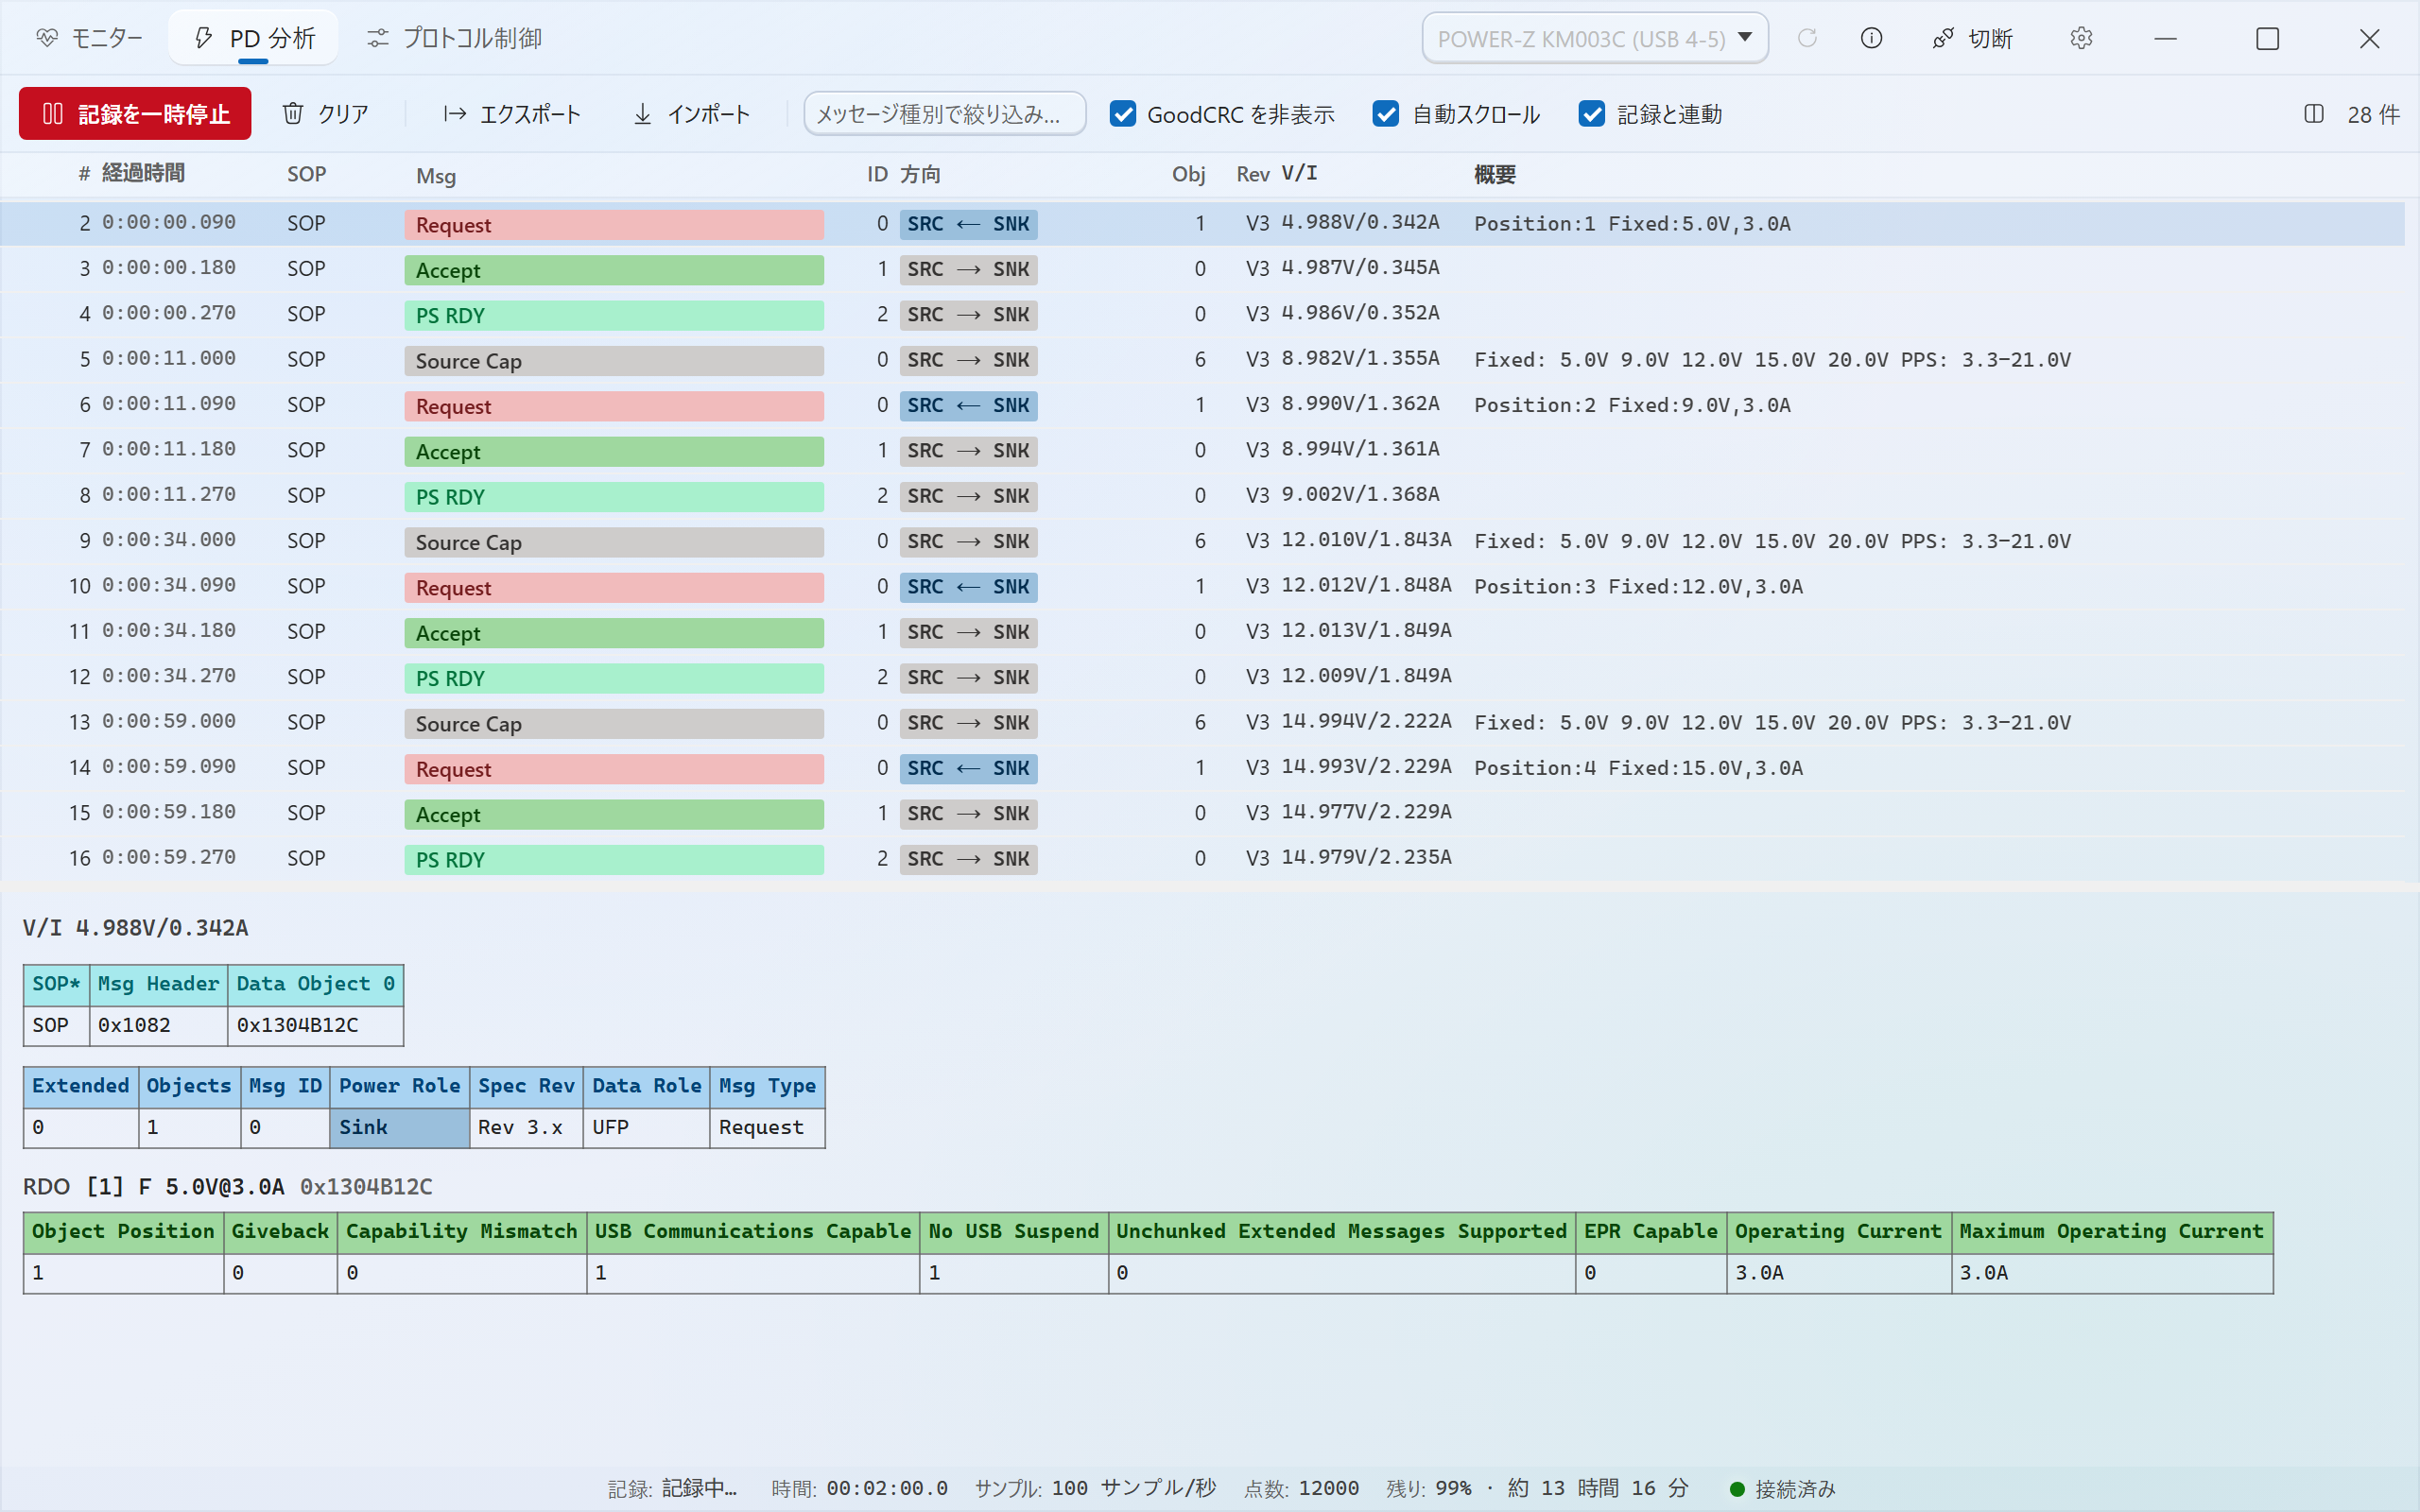 モニター PD 分析 プロトコル制御 POWER-Z KM003C (USB 4-5) 切断
記録を一時停止 クリア エクスポート インポート メッセージ種別で絞り込み... GoodCRC を非表示 自動スクロール 記録と連動 28 件
# 経過時間 SOP Msg ID 方向 Obj Rev V/I 概要
2 0:00:00.090 SOP Request 0 SRC ← SNK 1 V3 4.988V/0.342A Position:1 Fixed:5.0V,3.0A
3 0:00:00.180 SOP Accept 1 SRC → SNK 0 V3 4.987V/0.345A
4 0:00:00.270 SOP PS RDY 2 SRC → SNK 0 V3 4.986V/0.352A
5 0:00:11.000 SOP Source Cap 0 SRC → SNK 6 V3 8.982V/1.355A Fixed: 5.0V 9.0V 12.0V 15.0V 20.0V PPS: 3.3–21.0V
6 0:00:11.090 SOP Request 0 SRC ← SNK 1 V3 8.990V/1.362A Position:2 Fixed:9.0V,3.0A
7 0:00:11.180 SOP Accept 1 SRC → SNK 0 V3 8.994V/1.361A
8 0:00:11.270 SOP PS RDY 2 SRC → SNK 0 V3 9.002V/1.368A
9 0:00:34.000 SOP Source Cap 0 SRC → SNK 6 V3 12.010V/1.843A Fixed: 5.0V 9.0V 12.0V 15.0V 20.0V PPS: 3.3–21.0V
10 0:00:34.090 SOP Request 0 SRC ← SNK 1 V3 12.012V/1.848A Position:3 Fixed:12.0V,3.0A
11 0:00:34.180 SOP Accept 1 SRC → SNK 0 V3 12.013V/1.849A
12 0:00:34.270 SOP PS RDY 2 SRC → SNK 0 V3 12.009V/1.849A
13 0:00:59.000 SOP Source Cap 0 SRC → SNK 6 V3 14.994V/2.222A Fixed: 5.0V 9.0V 12.0V 15.0V 20.0V PPS: 3.3–21.0V
14 0:00:59.090 SOP Request 0 SRC ← SNK 1 V3 14.993V/2.229A Position:4 Fixed:15.0V,3.0A
15 0:00:59.180 SOP Accept 1 SRC → SNK 0 V3 14.977V/2.229A
16 0:00:59.270 SOP PS RDY 2 SRC → SNK 0 V3 14.979V/2.235A
V/I 4.988V/0.342A
SOP* Msg Header Data Object 0
SOP 0x1082 0x1304B12C
Extended Objects Msg ID Power Role Spec Rev Data Role Msg Type
0 1 0 Sink Rev 3.x UFP Request
RDO [1] F 5.0V@3.0A 0x1304B12C
Object Position Giveback Capability Mismatch USB Communications Capable No USB Suspend Unchunked Extended Messages Supported EPR Capable Operating Current Maximum Operating Current
1 0 0 1 1 0 0 3.0A 3.0A
記録: 記録中... 時間: 00:02:00.0 サンプル: 100 サンプル/秒 点数: 12000 残り: 99% · 約 13 時間 16 分 接続済み